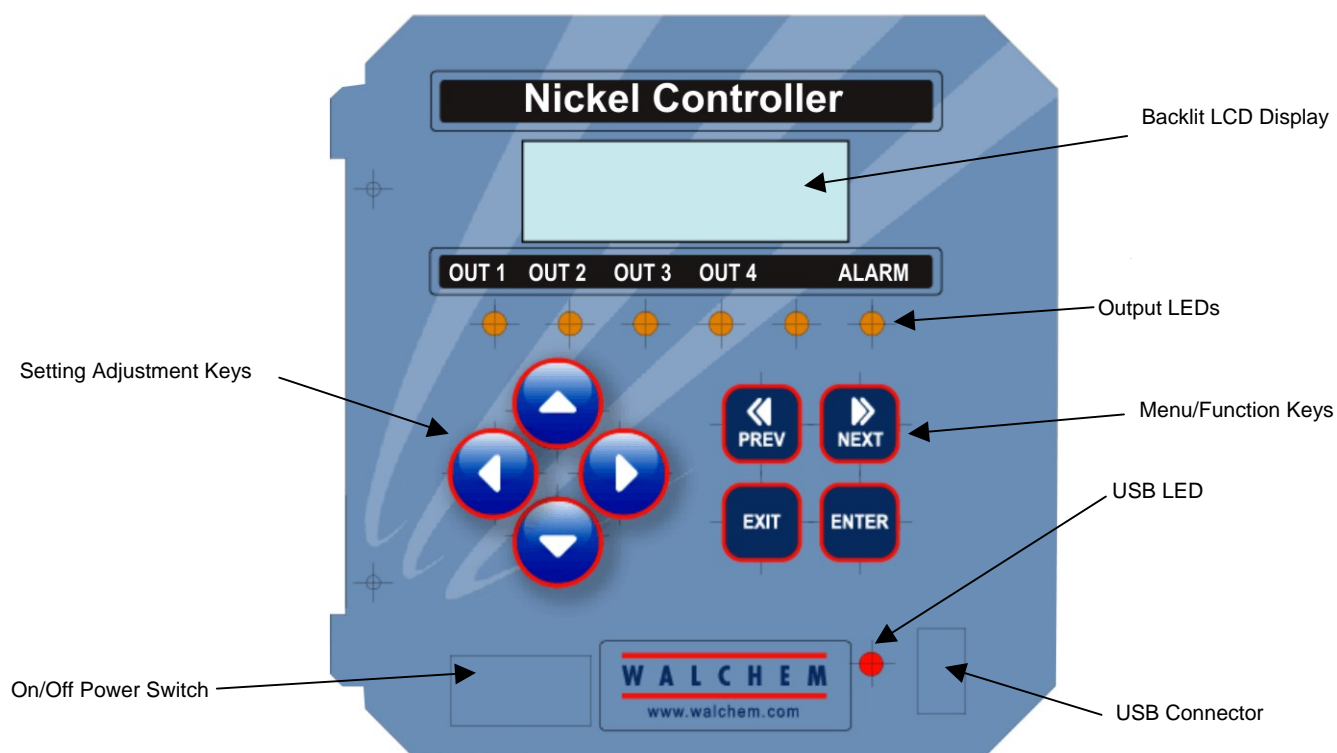 Nickel Controller
Backlit LCD Display
OUT 1 OUT 2 OUT 3 OUT 4 ALARM
Output LEDs
Setting Adjustment Keys
PREV NEXT
Menu/Function Keys
USB LED
EXIT ENTER
WALCHEM
www.walchem.com
On/Off Power Switch
USB Connector